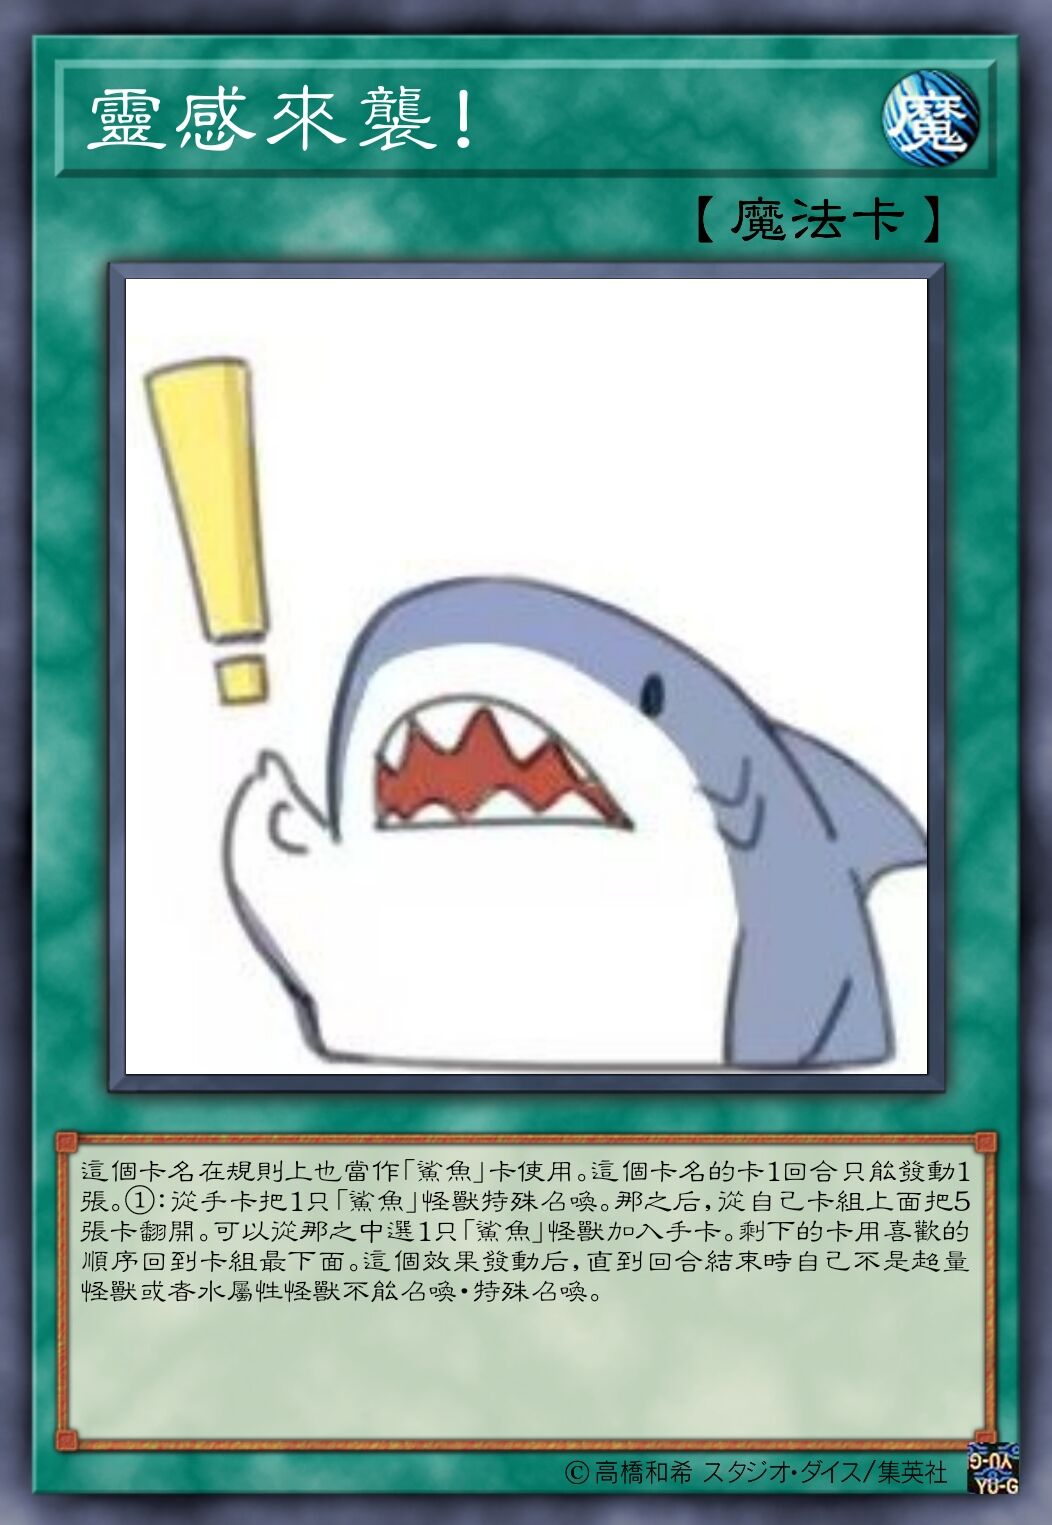 靈感來襲!
魔
【魔法卡】
這個卡名在規則上也當作「鯊魚」卡使用。這個卡名的卡1回合只能發動1
張。①:從手卡把1只「鯊魚」怪獸特殊召喚。那之后,從自己卡組上面把5
張卡翻開。可以從那之中選1只「鯊魚」怪獸加入手卡。剩下的卡用喜歡的
順序回到卡組最下面。這個效果發動后,直到回合結束時自己不是超量
怪獸或者水屬性怪獸不能召喚·特殊召喚。
©高橋和希 スタジオ·ダイス/集英社
YU-G
YU-G